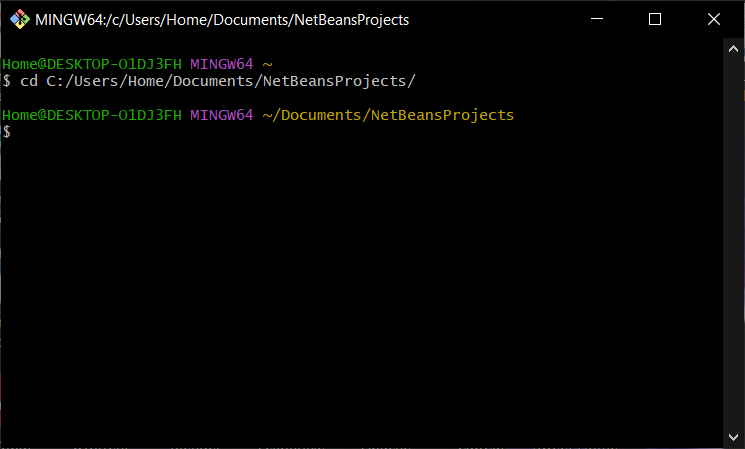 MINGW64:/c/Users/Home/Documents/NetBeansProjects
Home@DESKTOP-O1DJ3FH MINGW64 ~
$ cd C:/Users/Home/Documents/NetBeansProjects/
Home@DESKTOP-O1DJ3FH MINGW64 ~/Documents/NetBeansProjects
$